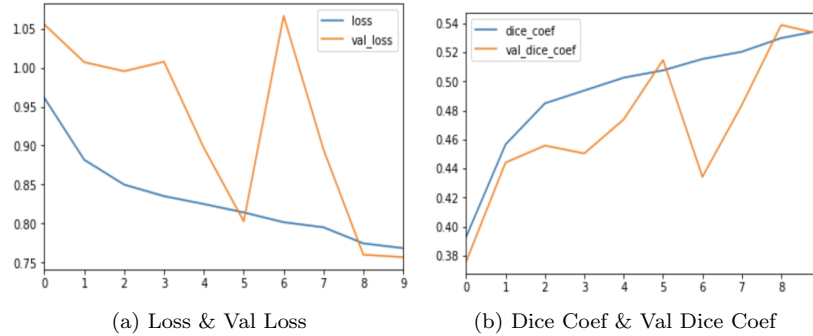 1.05
1.00
0.95
0.90
0.85
0.80
0.75
0 1 2 3 4 5 6 7 8 9
loss
val_loss
(a) Loss & Val Loss
0.54
0.52
0.50
0.48
0.46
0.44
0.42
0.40
0.38
0 1 2 3 4 5 6 7 8
dice_coef
val_dice_coef
(b) Dice Coef & Val Dice Coef